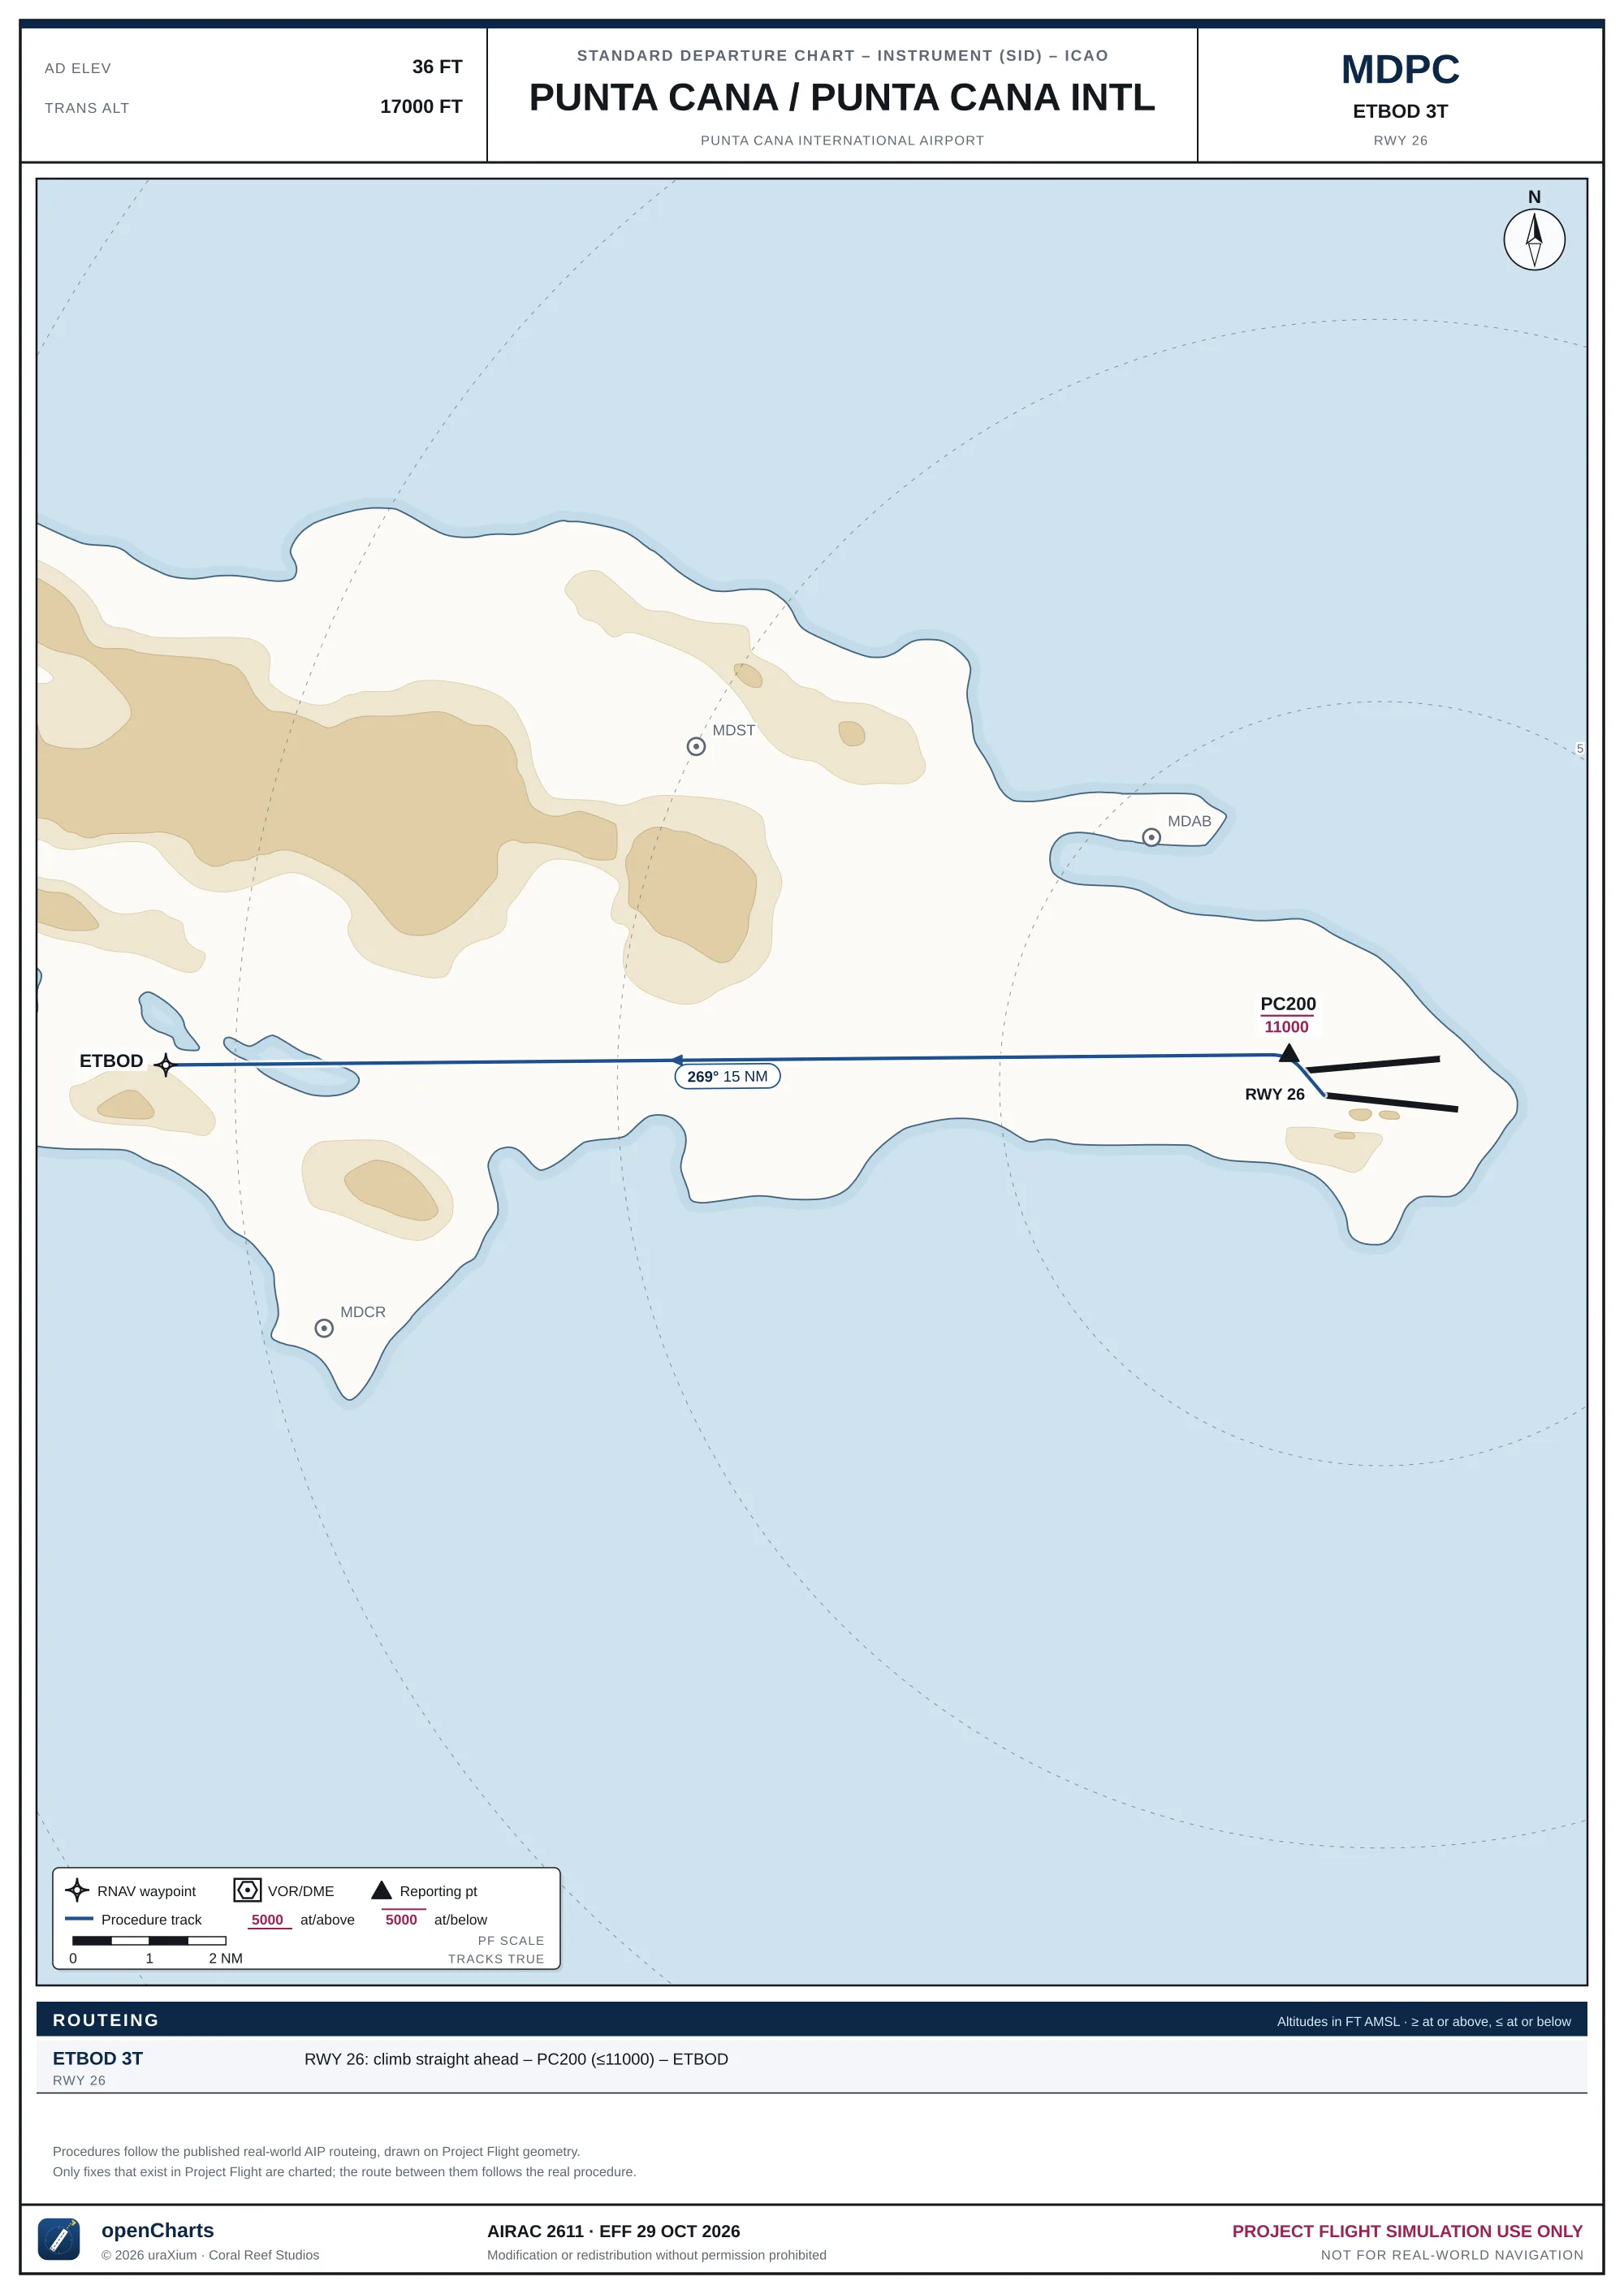 AD ELEV 36 FT
TRANS ALT 17000 FT
STANDARD DEPARTURE CHART – INSTRUMENT (SID) – ICAO
PUNTA CANA / PUNTA CANA INTL
PUNTA CANA INTERNATIONAL AIRPORT
MDPC
ETBOD 3T
RWY 26
N
MDST
5
MDAB
PC200
11000
ETBOD
269° 15 NM
RWY 26
MDCR
RNAV waypoint
VOR/DME
Reporting pt
Procedure track
5000 at/above
5000 at/below
0 1 2 NM
PF SCALE
TRACKS TRUE
ROUTEING
Altitudes in FT AMSL · ≥ at or above, ≤ at or below
ETBOD 3T
RWY 26: climb straight ahead – PC200 (≤11000) – ETBOD
RWY 26
Procedures follow the published real-world AIP routeing, drawn on Project Flight geometry.
Only fixes that exist in Project Flight are charted; the route between them follows the real procedure.
openCharts
© 2026 uraXium · Coral Reef Studios
AIRAC 2611 · EFF 29 OCT 2026
Modification or redistribution without permission prohibited
PROJECT FLIGHT SIMULATION USE ONLY
NOT FOR REAL-WORLD NAVIGATION